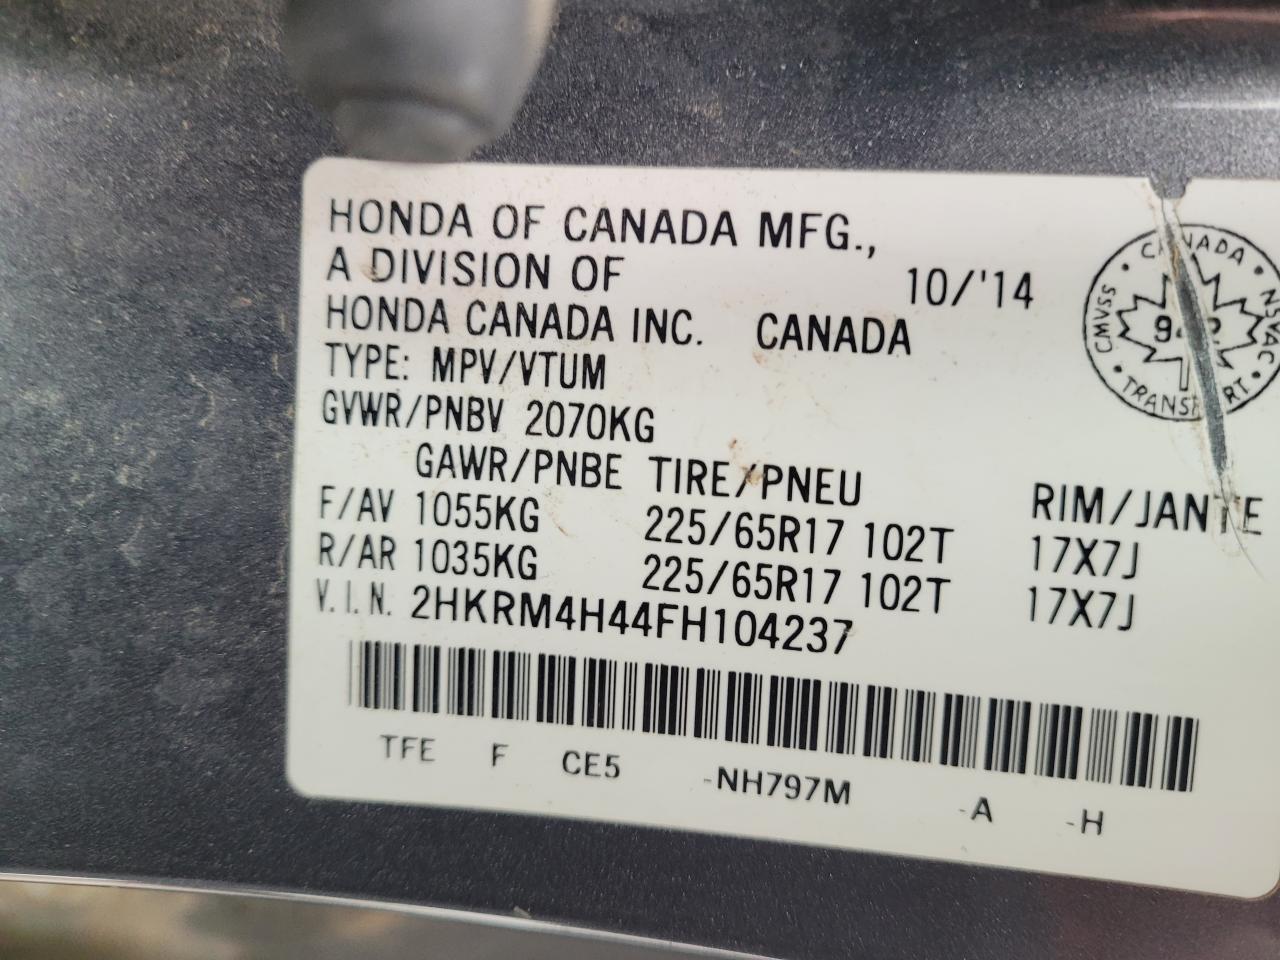 HONDA OF CANADA MFG.,
A DIVISION OF
10/'14
HONDA CANADA INC. CANADA
TYPE: MPV/VTUM
GVWR/PNBV 2070KG
GAWR/PNBE TIRE/PNEU RIM/JANTE
F/AV 1055KG 225/65R17 102T 17X7J
R/AR 1035KG 225/65R17 102T 17X7J
V.I.N. 2HKRM4H44FH104237
TFE F CE5 -NH797M -A -H
CANADA
CMVSS
NSVAC